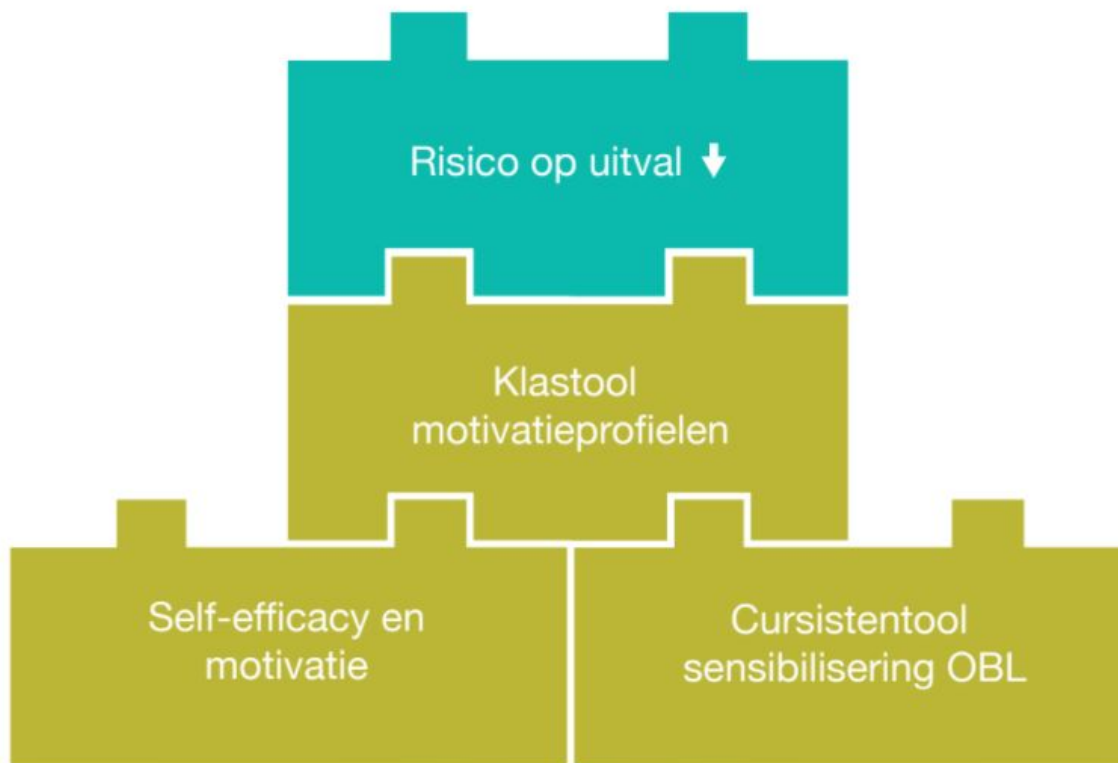 Risico op uitval ⬇
Klastool
motivatieprofielen
Self-efficacy en
motivatie
Cursistentool
sensibilisering OBL